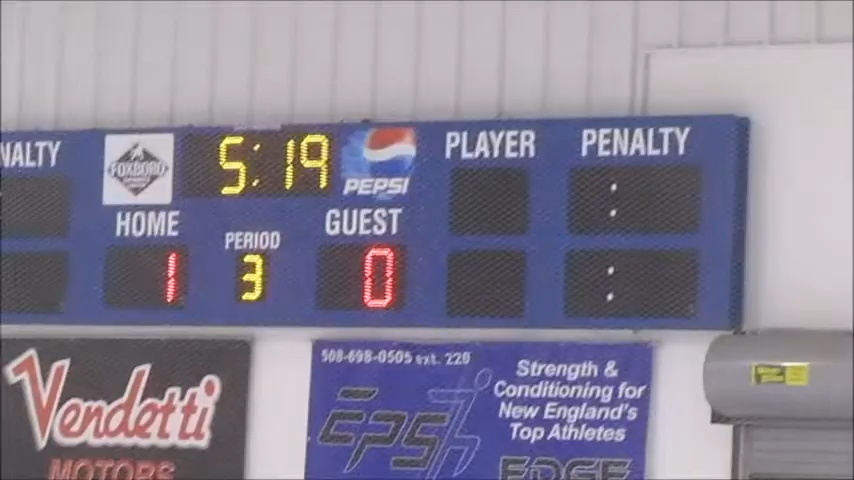 NALTY
FOXBORO
5:19
PEPSI
PLAYER
PENALTY
HOME
PERIOD
GUEST
1
3
0
:
:
Vendetti
MOTORS
508-698-0505 ext. 220
EPS
Strength &
Conditioning for
New England's
Top Athletes
EDGE